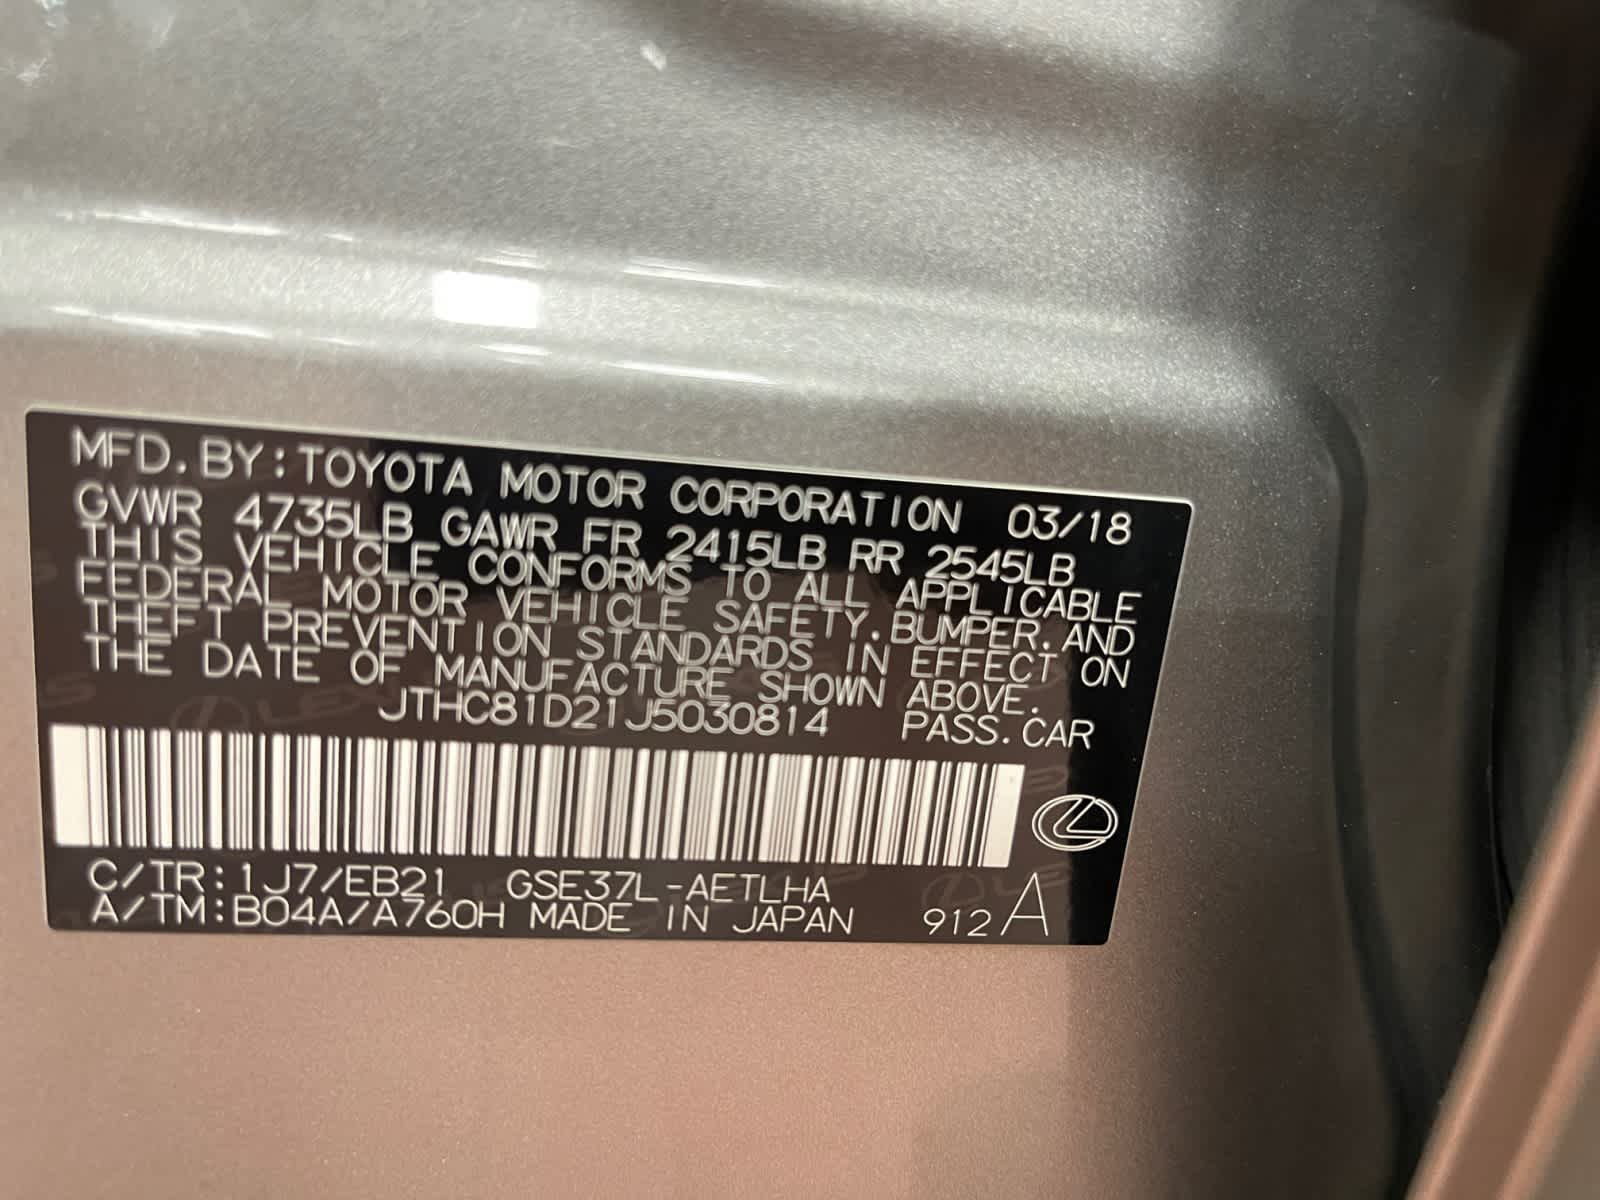 MFD. BY: TOYOTA MOTOR CORPORATION 03/18
GVWR 4735LB GAWR FR 2415LB RR 2545LB
THIS VEHICLE CONFORMS TO ALL APPLICABLE
FEDERAL MOTOR VEHICLE SAFETY, BUMPER, AND
THEFT PREVENTION STANDARDS IN EFFECT ON
THE DATE OF MANUFACTURE SHOWN ABOVE.
JTHC81D21J5030814 PASS. CAR
C/TR: 1J7/EB21 GSE37L-AETLHA
A/TM: B04A/A760H MADE IN JAPAN 912 A